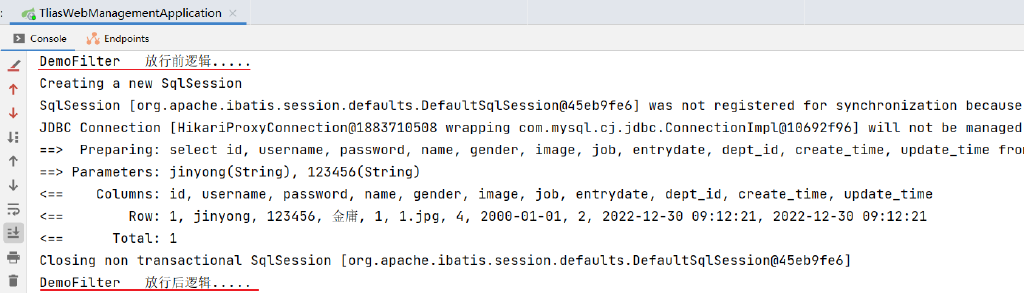 TliasWebManagementApplication
Console Endpoints
DemoFilter 放行前逻辑.....
Creating a new SqlSession
SqlSession [org.apache.ibatis.session.defaults.DefaultSqlSession@45eb9fe6] was not registered for synchronization because
JDBC Connection [HikariProxyConnection@1883710508 wrapping com.mysql.cj.jdbc.ConnectionImpl@10692f96] will not be managed
==> Preparing: select id, username, password, name, gender, image, job, entrydate, dept_id, create_time, update_time fro
==> Parameters: jinyong(String), 123456(String)
<== Columns: id, username, password, name, gender, image, job, entrydate, dept_id, create_time, update_time
<== Row: 1, jinyong, 123456, 金庸, 1, 1.jpg, 4, 2000-01-01, 2, 2022-12-30 09:12:21, 2022-12-30 09:12:21
<== Total: 1
Closing non transactional SqlSession [org.apache.ibatis.session.defaults.DefaultSqlSession@45eb9fe6]
DemoFilter 放行后逻辑.....